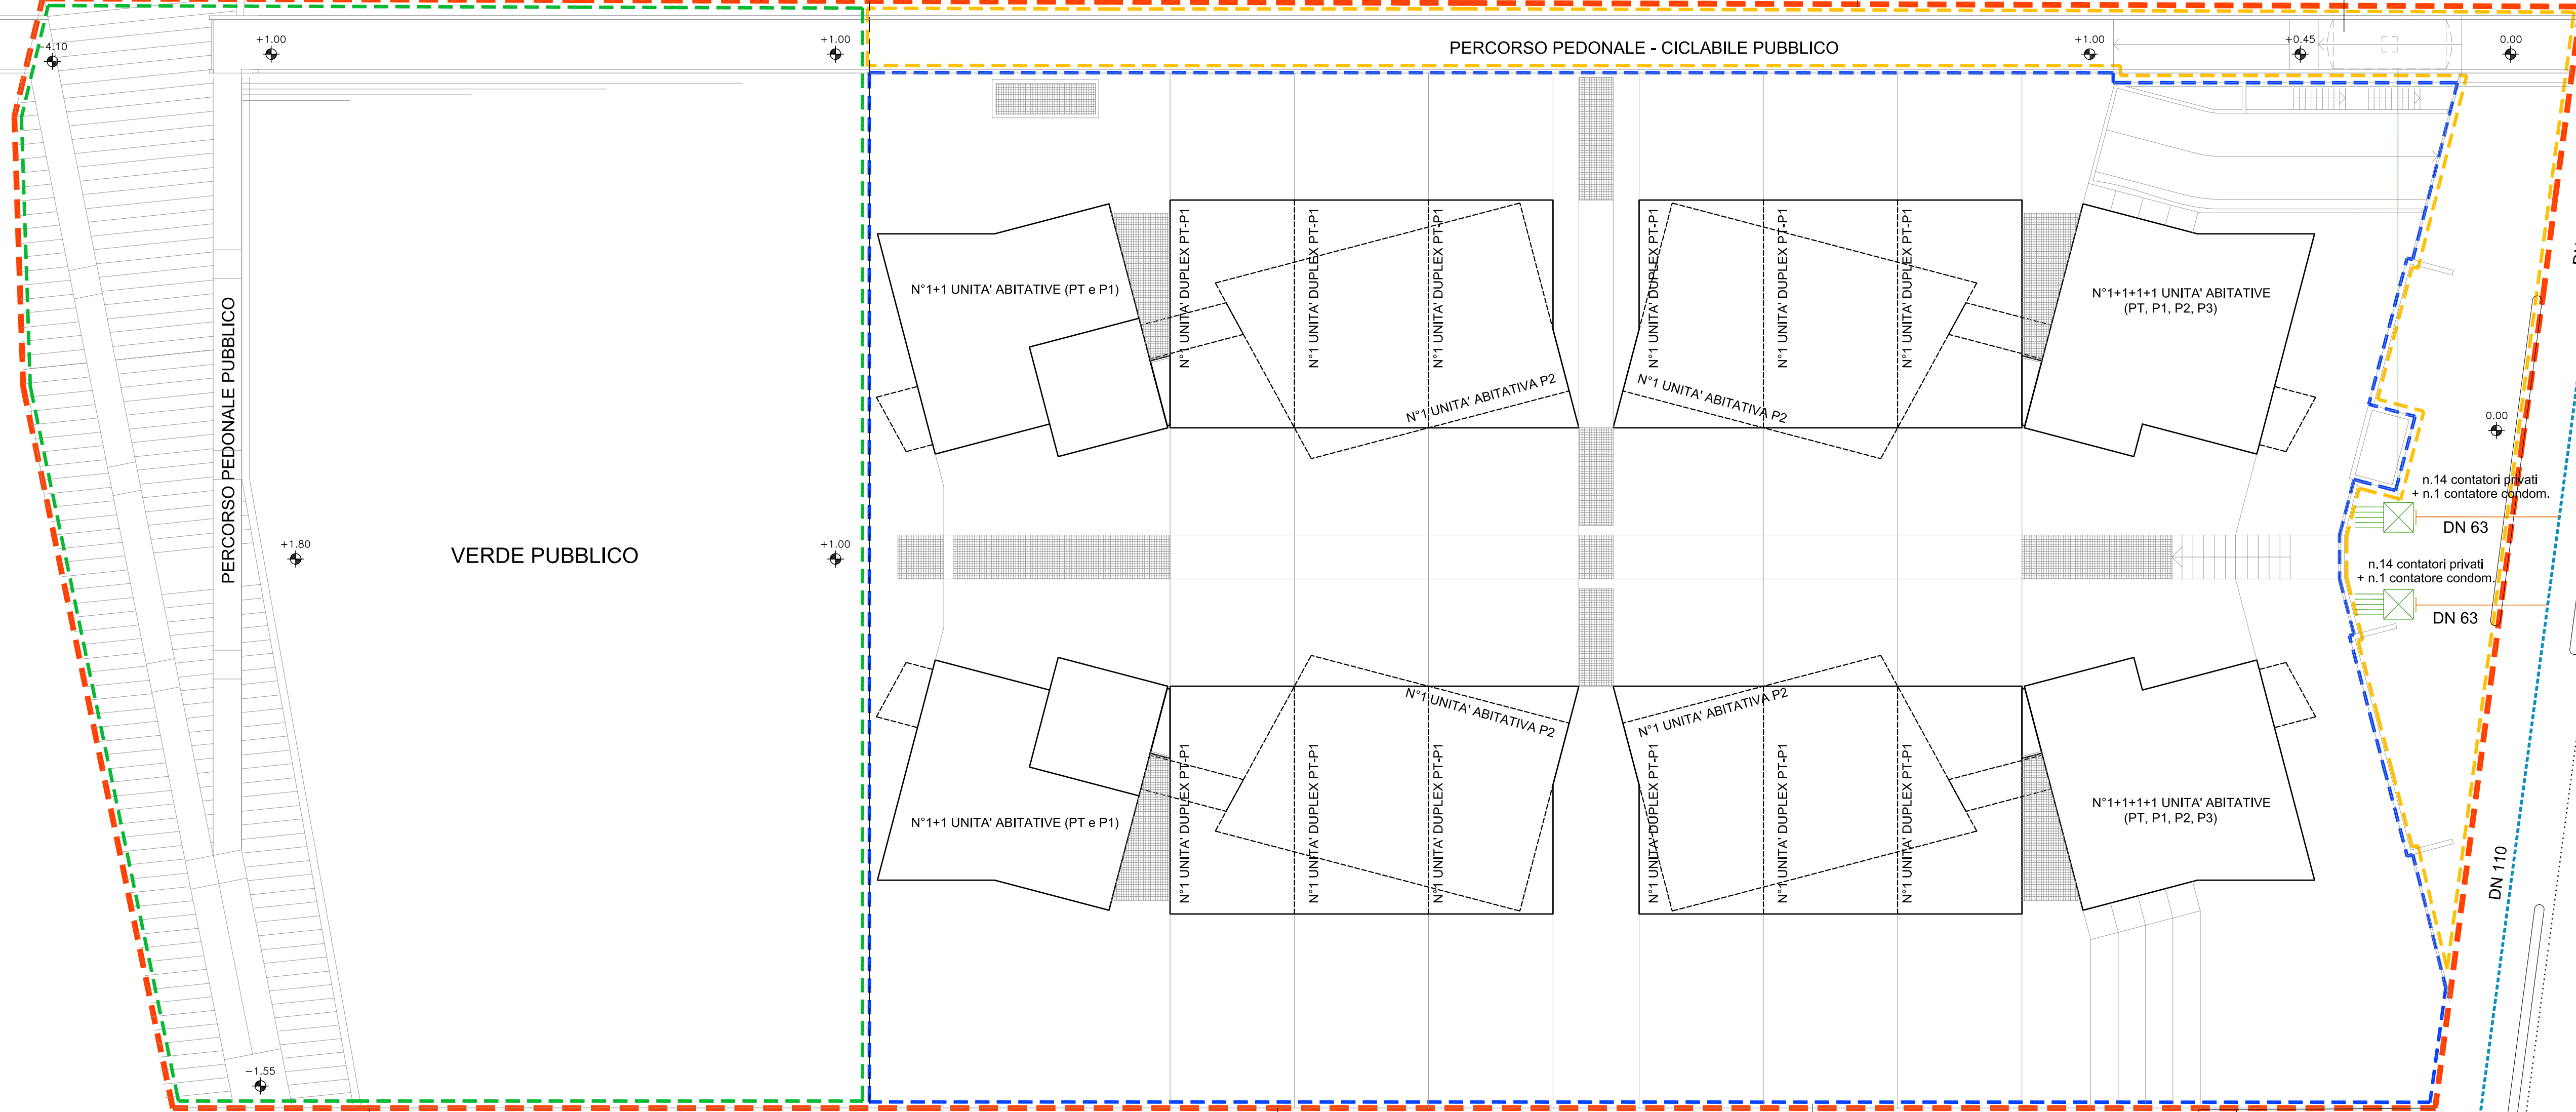 -4.10
+1.00
+1.00
PERCORSO PEDONALE - CICLABILE PUBBLICO
+1.00
+0.45
0.00
N°1+1 UNITA' ABITATIVE (PT e P1)
N°1 UNITA' DUPLEX PT-P1
N°1 UNITA' DUPLEX PT-P1
N°1 UNITA' DUPLEX PT-P1
N°1 UNITA' ABITATIVA P2
N°1 UNITA' DUPLEX PT-P1
N°1 UNITA' DUPLEX PT-P1
N°1 UNITA' DUPLEX PT-P1
N°1 UNITA' ABITATIVA P2
N°1+1+1+1 UNITA' ABITATIVE
(PT, P1, P2, P3)
0.00
PERCORSO PEDONALE PUBBLICO
+1.80
VERDE PUBBLICO
+1.00
n.14 contatori privati
+ n.1 contatore condom.
DN 63
n.14 contatori privati
+ n.1 contatore condom.
DN 63
N°1+1 UNITA' ABITATIVE (PT e P1)
N°1 UNITA' DUPLEX PT-P1
N°1 UNITA' DUPLEX PT-P1
N°1 UNITA' DUPLEX PT-P1
N°1 UNITA' ABITATIVA P2
N°1 UNITA' DUPLEX PT-P1
N°1 UNITA' DUPLEX PT-P1
N°1 UNITA' DUPLEX PT-P1
N°1 UNITA' ABITATIVA P2
N°1+1+1+1 UNITA' ABITATIVE
(PT, P1, P2, P3)
DN 110
-1.55